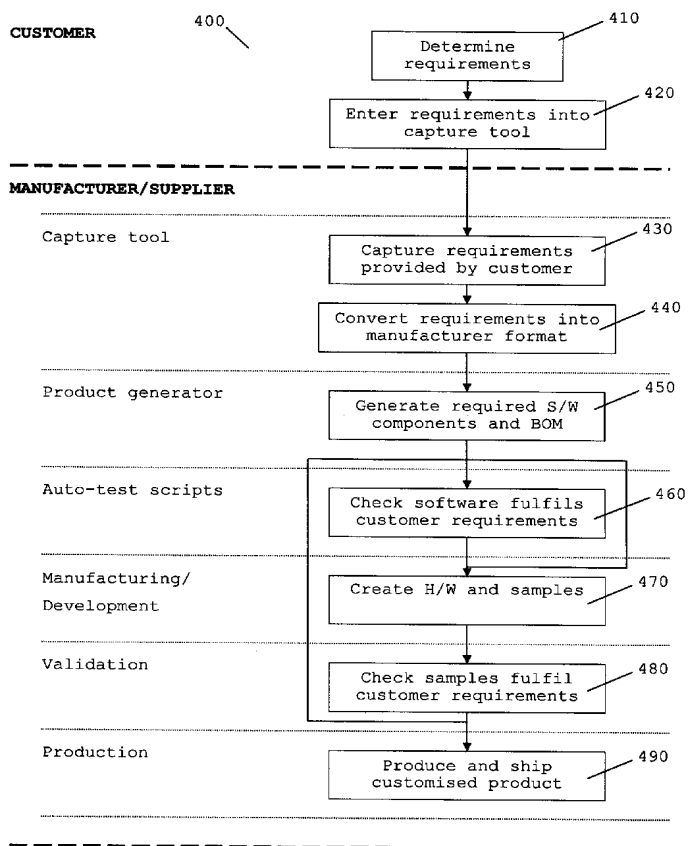 CUSTOMER
400
410
Determine
requirements
420
Enter requirements into
capture tool
MANUFACTURER/SUPPLIER
Capture tool
430
Capture requirements
provided by customer
440
Convert requirements into
manufacturer format
Product generator
450
Generate required S/W
components and BOM
Auto-test scripts
460
Check software fulfils
customer requirements
Manufacturing/
Development
470
Create H/W and samples
Validation
480
Check samples fulfil
customer requirements
Production
490
Produce and ship
customised product